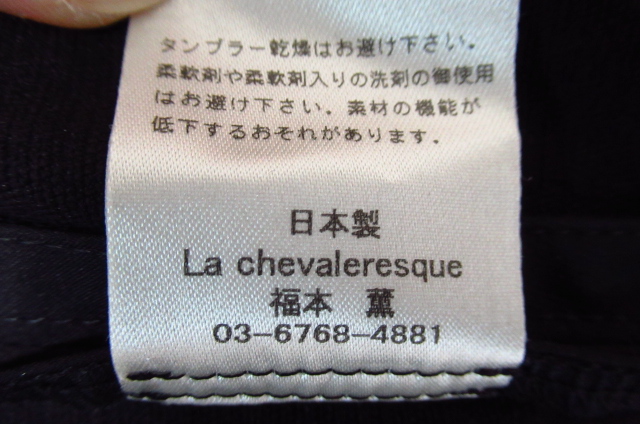 タンブラー乾燥はお避け下さい。
柔軟剤や柔軟剤入りの洗剤の御使用
はお避け下さい。素材の機能が
低下するおそれがあります。
日本製
La chevaleresque
福本　薫
03-6768-4881